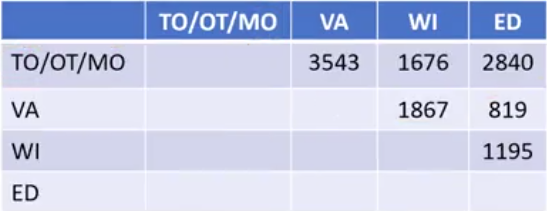 TO/OT/MO VA WI ED
TO/OT/MO 3543 1676 2840
VA 1867 819
WI 1195
ED